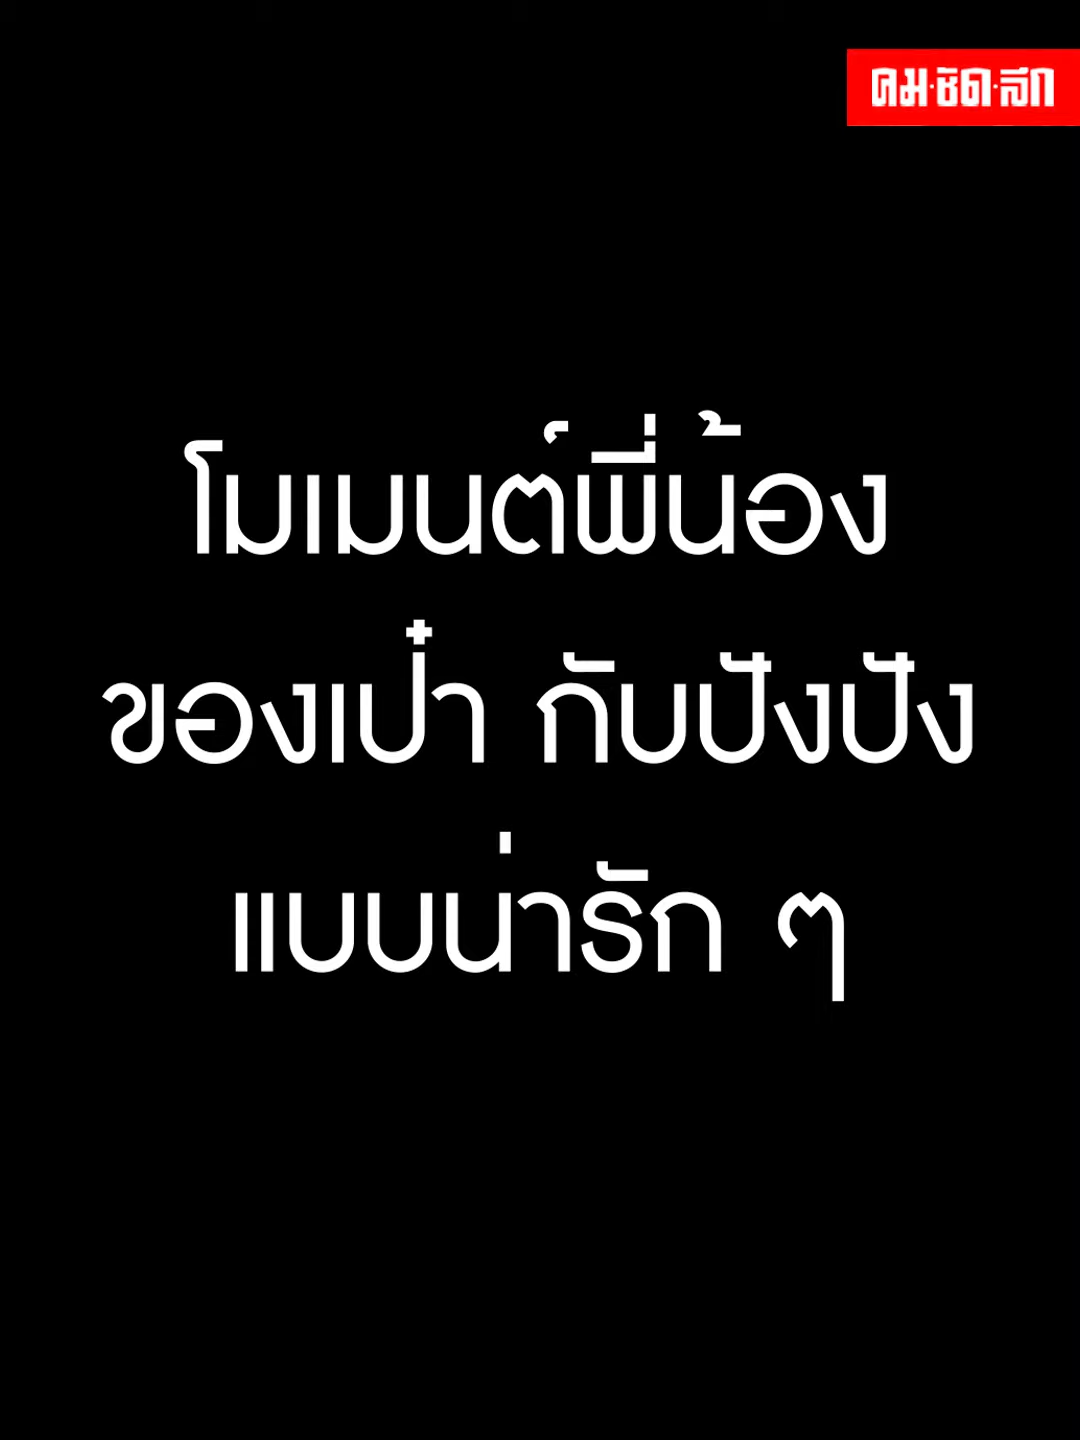 คม·ชัด·ลึก
โมเมนต์พี่น้อง
ของเป๋า กับปังปัง
แบบน่ารัก ๆ